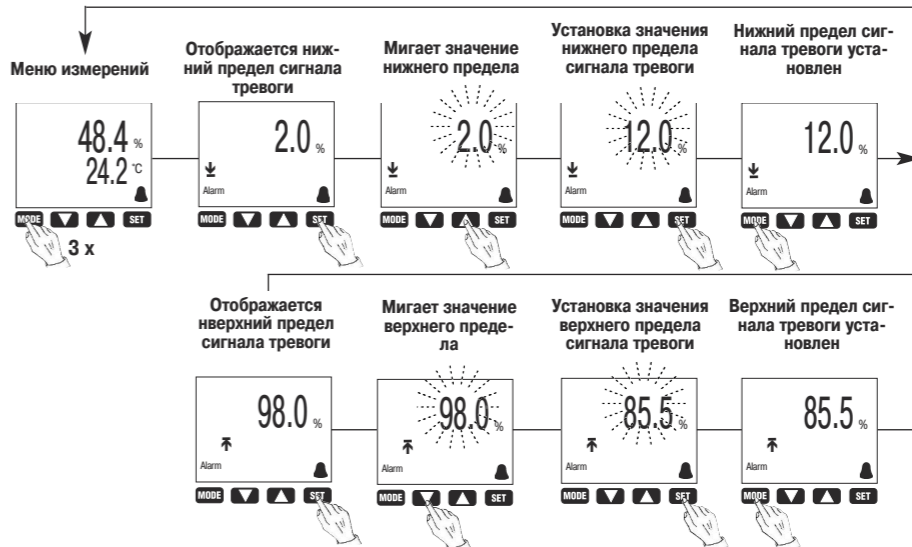 Меню измерений
Отображается ниж-
ний предел сигнала
тревоги
Мигает значение
нижнего предела
Установка значения
нижнего предела
сигнала тревоги
Нижний предел сиг-
нала тревоги уста-
новлен
48.4 %
24.2 °C
MODE SET
3 x
2.0 %
Alarm
MODE SET
2.0 %
Alarm
MODE SET
12.0 %
Alarm
MODE SET
12.0 %
Alarm
MODE SET
Отображается
нверхний предел
сигнала тревоги
Мигает значение
верхнего преде-
ла
Установка значения
верхнего предела
сигнала тревоги
Верхний предел сиг-
нала тревоги уста-
новлен
98.0 %
Alarm
MODE SET
98.0 %
Alarm
MODE SET
85.5 %
Alarm
MODE SET
85.5 %
Alarm
MODE SET